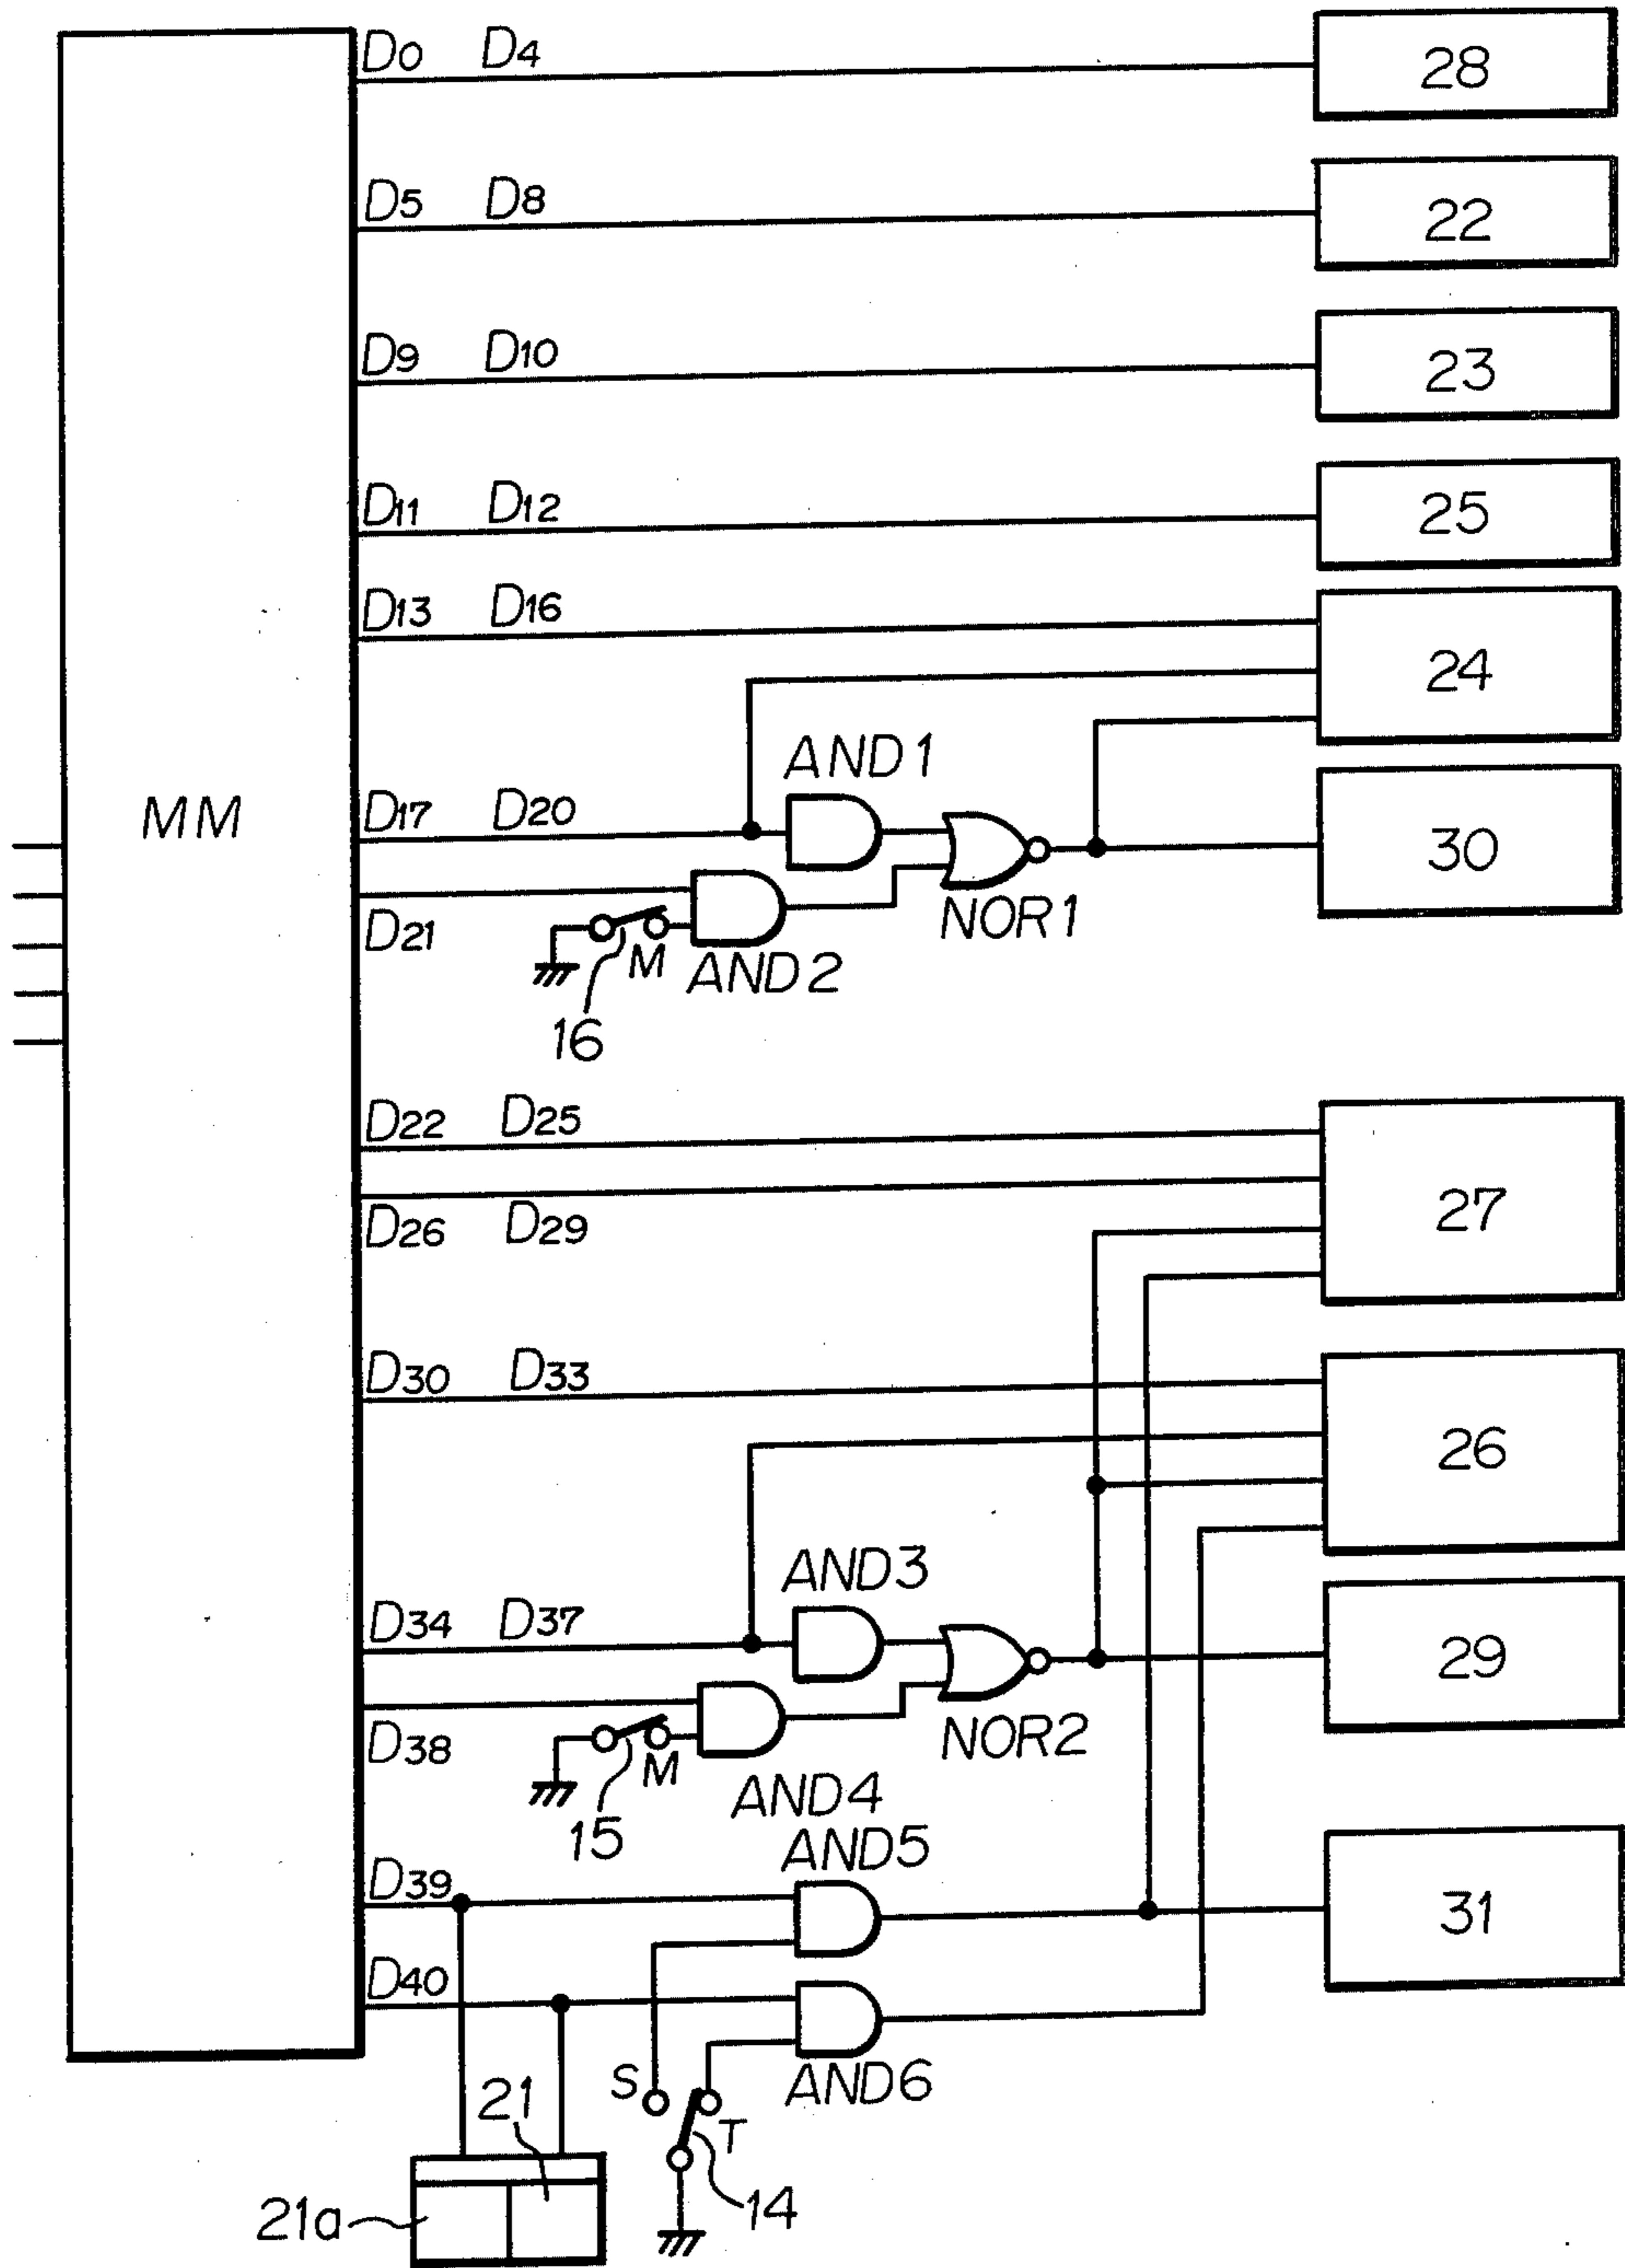 D0 D4
28
D5 D8
22
D9 D10
23
D11 D12
25
D13 D16
24
AND1
MM
D17 D20
30
NOR1
D21
M
AND2
16
D22 D25
27
D26 D29
D30 D33
26
AND3
D34 D37
29
NOR2
D38
M
AND4
15
AND5
D39
31
D40
S
21
AND6
T
21a
14